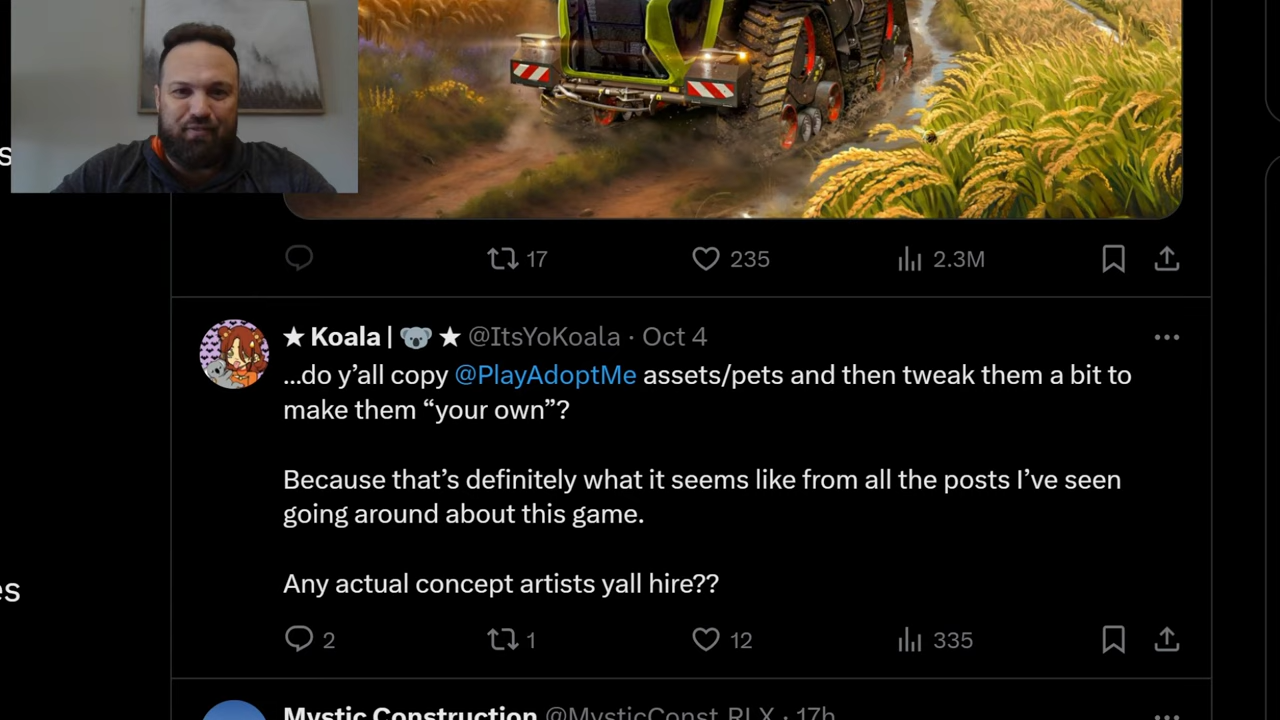 s
17 235 2.3M
★ Koala | 🐨 ★ @ItsYoKoala · Oct 4
...do y’all copy @PlayAdoptMe assets/pets and then tweak them a bit to
make them “your own”?
Because that’s definitely what it seems like from all the posts I’ve seen
going around about this game.
Any actual concept artists yall hire??
es
2 1 12 335
Mystic Construction @MysticConst_RLX · 17h